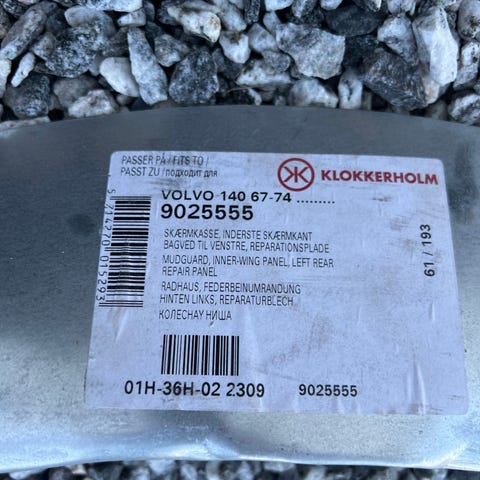 PASSER PÅ / FITS TO /
PASST ZU / подходит для
KLOKKERHOLM
VOLVO 140 67-74 .........
9025555
SKÆRMKASSE, INDERSTE SKÆRMKANT
BAGVED TIL VENSTRE, REPARATIONSPLADE
MUDGUARD, INNER-WING PANEL, LEFT REAR
REPAIR PANEL
RADHAUS, FEDERBEINUMRANDUNG
HINTEN LINKS, REPARATURBLECH
КОЛЕСНАУ НИША
01H-36H-02 2309
9025555
5 714270 015293
61 / 193